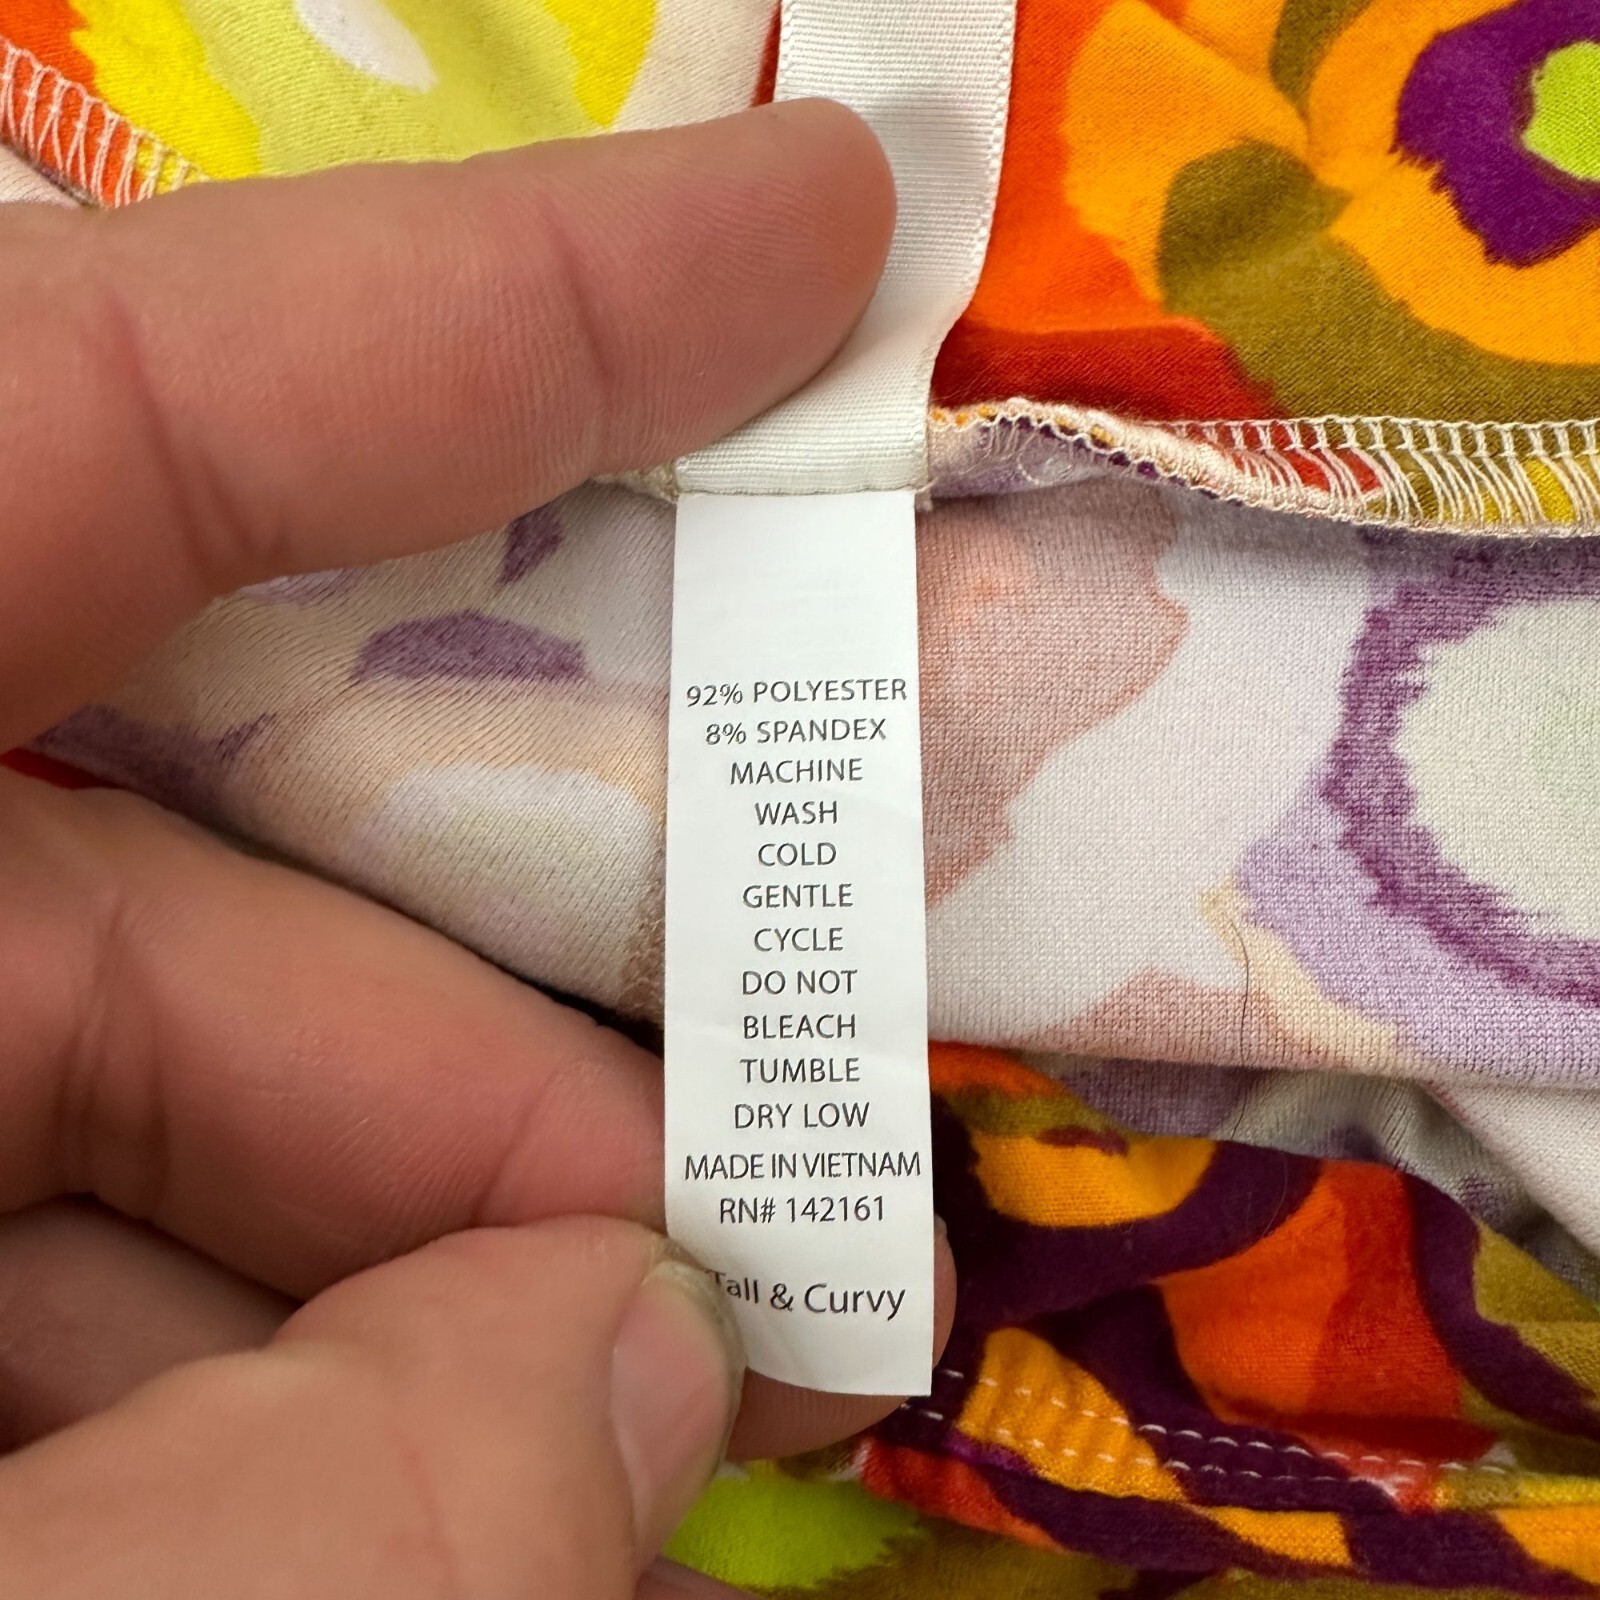 92% POLYESTER
8% SPANDEX
MACHINE
WASH
COLD
GENTLE
CYCLE
DO NOT
BLEACH
TUMBLE
DRY LOW
MADE IN VIETNAM
RN# 142161
Tall & Curvy